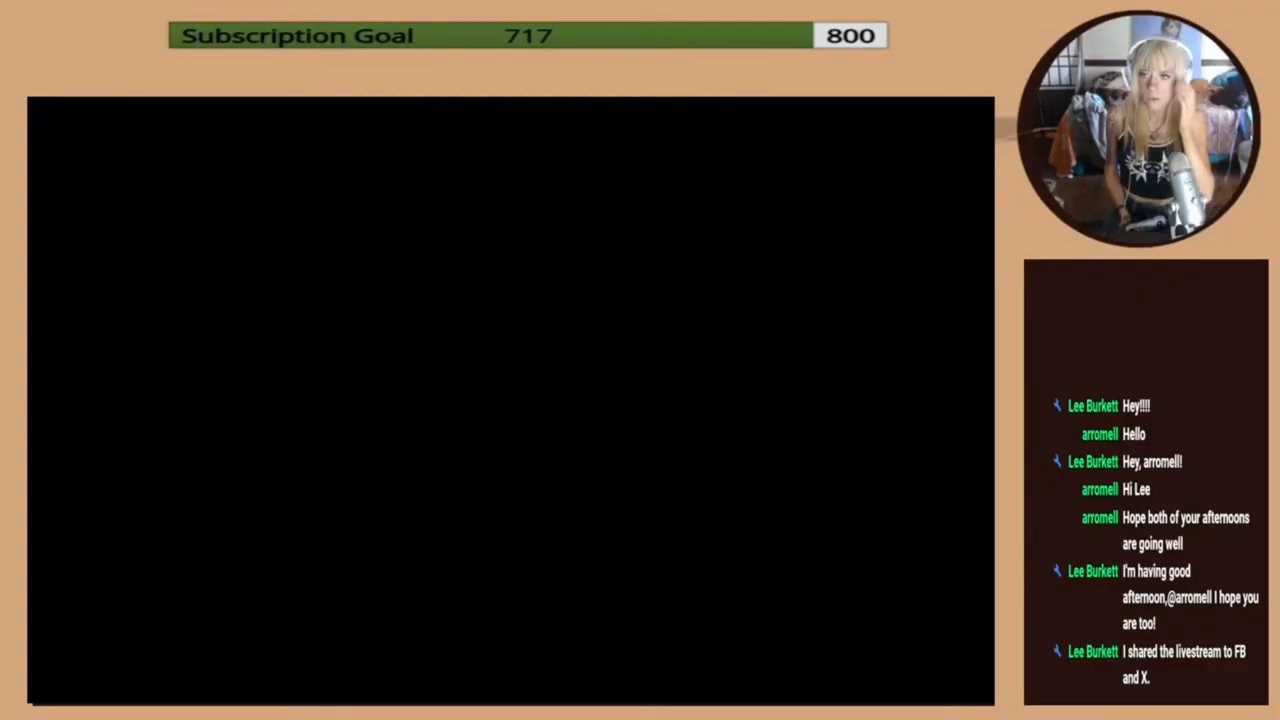 Subscription Goal 717 800
Lee Burkett Hey!!!!
arromell Hello
Lee Burkett Hey, arromell!
arromell Hi Lee
arromell Hope both of your afternoons
are going well
Lee Burkett I'm having good
afternoon,@arromell I hope you
are too!
Lee Burkett I shared the livestream to FB
and X.